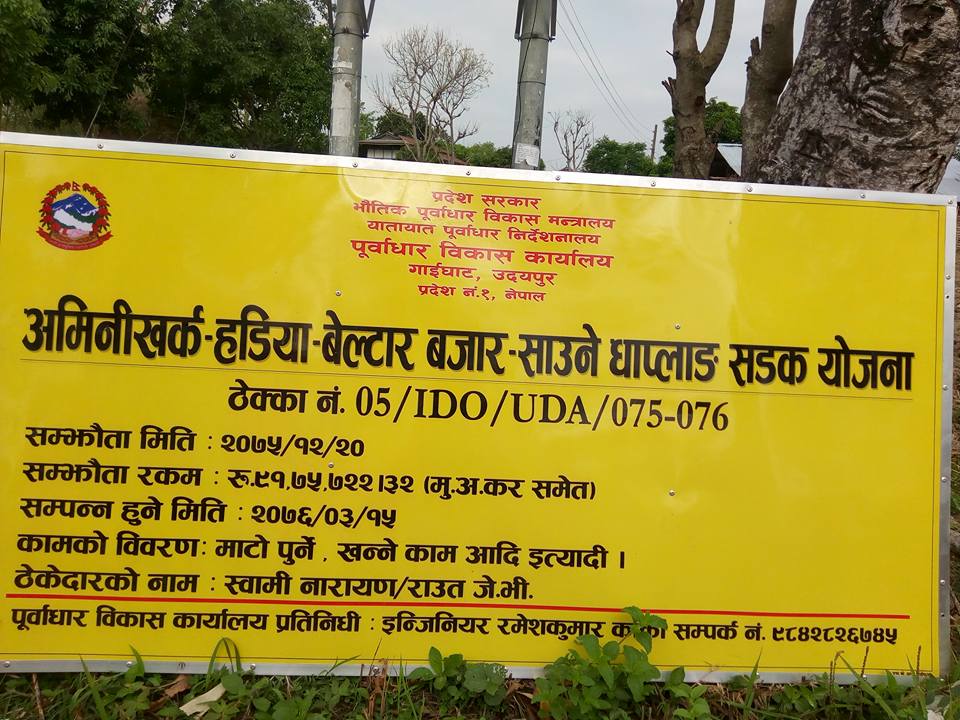 प्रदेश सरकार
भौतिक पूर्वाधार विकास मन्त्रालय
यातायात पूर्वाधार निर्देशनालय
पूर्वाधार विकास कार्यालय
गाईघाट, उदयपुर
प्रदेश नं.१, नेपाल
अमिनीखर्क-हडिया-बेल्टार बजार-साउने धाप्लाङ सडक योजना
ठेक्का नं. 05/IDO/UDA/075-076
सम्झौता मिति : २०७५/१२/२०
सम्झौता रकम : रू.९१,७५,७२२।३२ (मु.अ.कर समेत)
सम्पन्न हुने मिति : २०७६/०३/१५
कामको विवरण: माटो पुर्ने , खन्ने काम आदि इत्यादी ।
ठेकेदारको नाम : स्वामी नारायण/राउत जे.भी.
पूर्वाधार विकास कार्यालय प्रतिनिधी : इन्जिनियर रमेशकुमार सम्पर्क नं. ९८४२८२६७४५